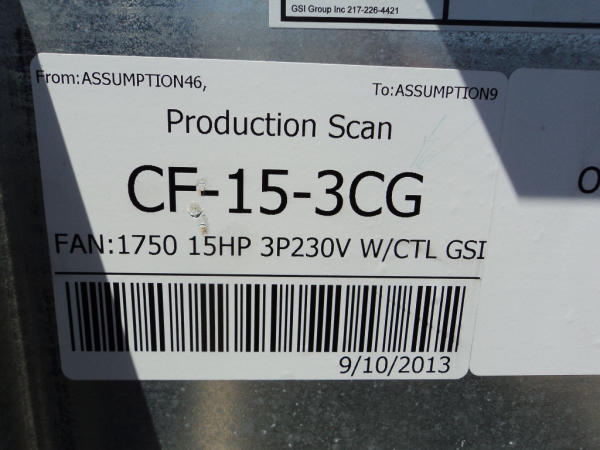 GSI Group Inc 217-226-4421
From:ASSUMPTION46,
To:ASSUMPTION9
Production Scan
CF-15-3CG
FAN:1750 15HP 3P230V W/CTL GSI
9/10/2013